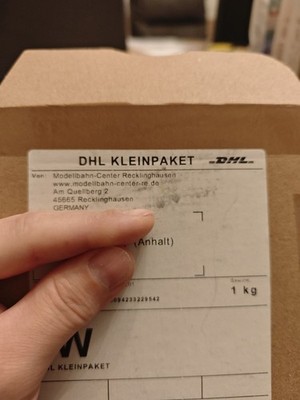 DHL KLEINPAKET DHL
Von: Modellbahn-Center Recklinghausen
www.modellbahn-center-re.de
Am Quellberg 2
45665 Recklinghausen
GERMANY
(Anhalt)
1 kg
W
DHL KLEINPAKET